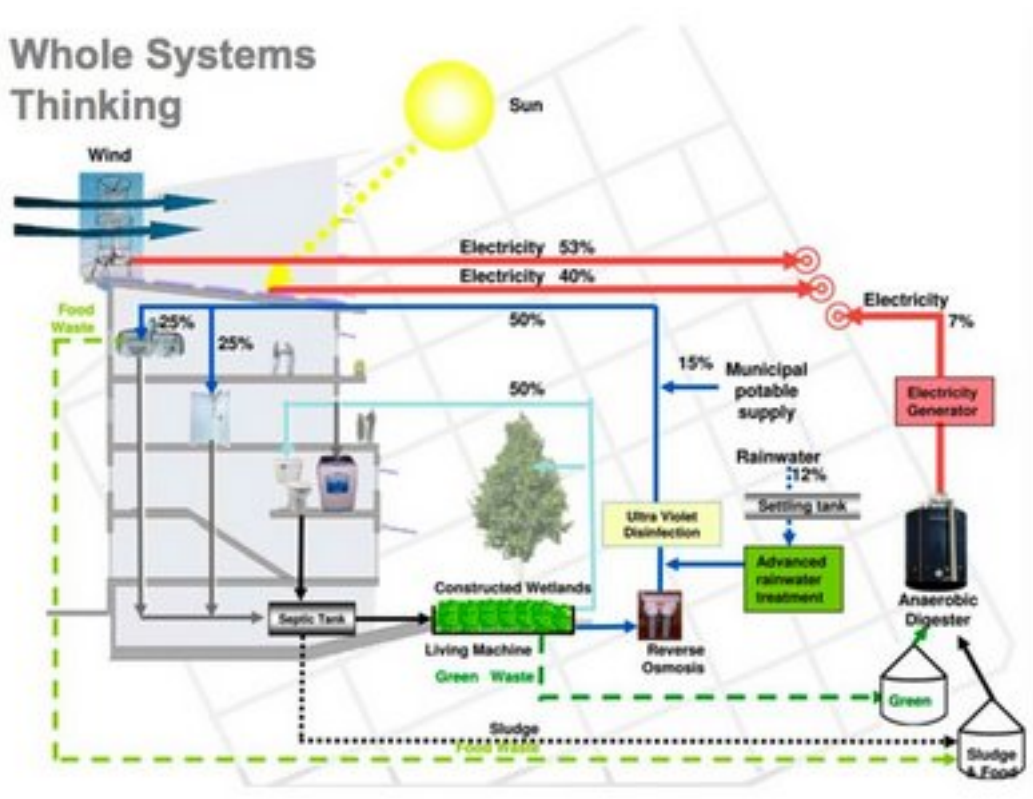 Whole Systems
Thinking
Sun
Wind
Electricity 53%
Electricity 40%
Electricity
7%
Food
Waste
25%
25%
50%
15%
Municipal
potable
supply
Electricity
Generator
50%
Rainwater
12%
Settling tank
Ultra Violet
Disinfection
Advanced
rainwater
treatment
Constructed Wetlands
Anaerobic
Digester
Septic Tank
Living Machine
Reverse
Osmosis
Green Waste
Green
Sludge
Food Waste
Sludge
& Food